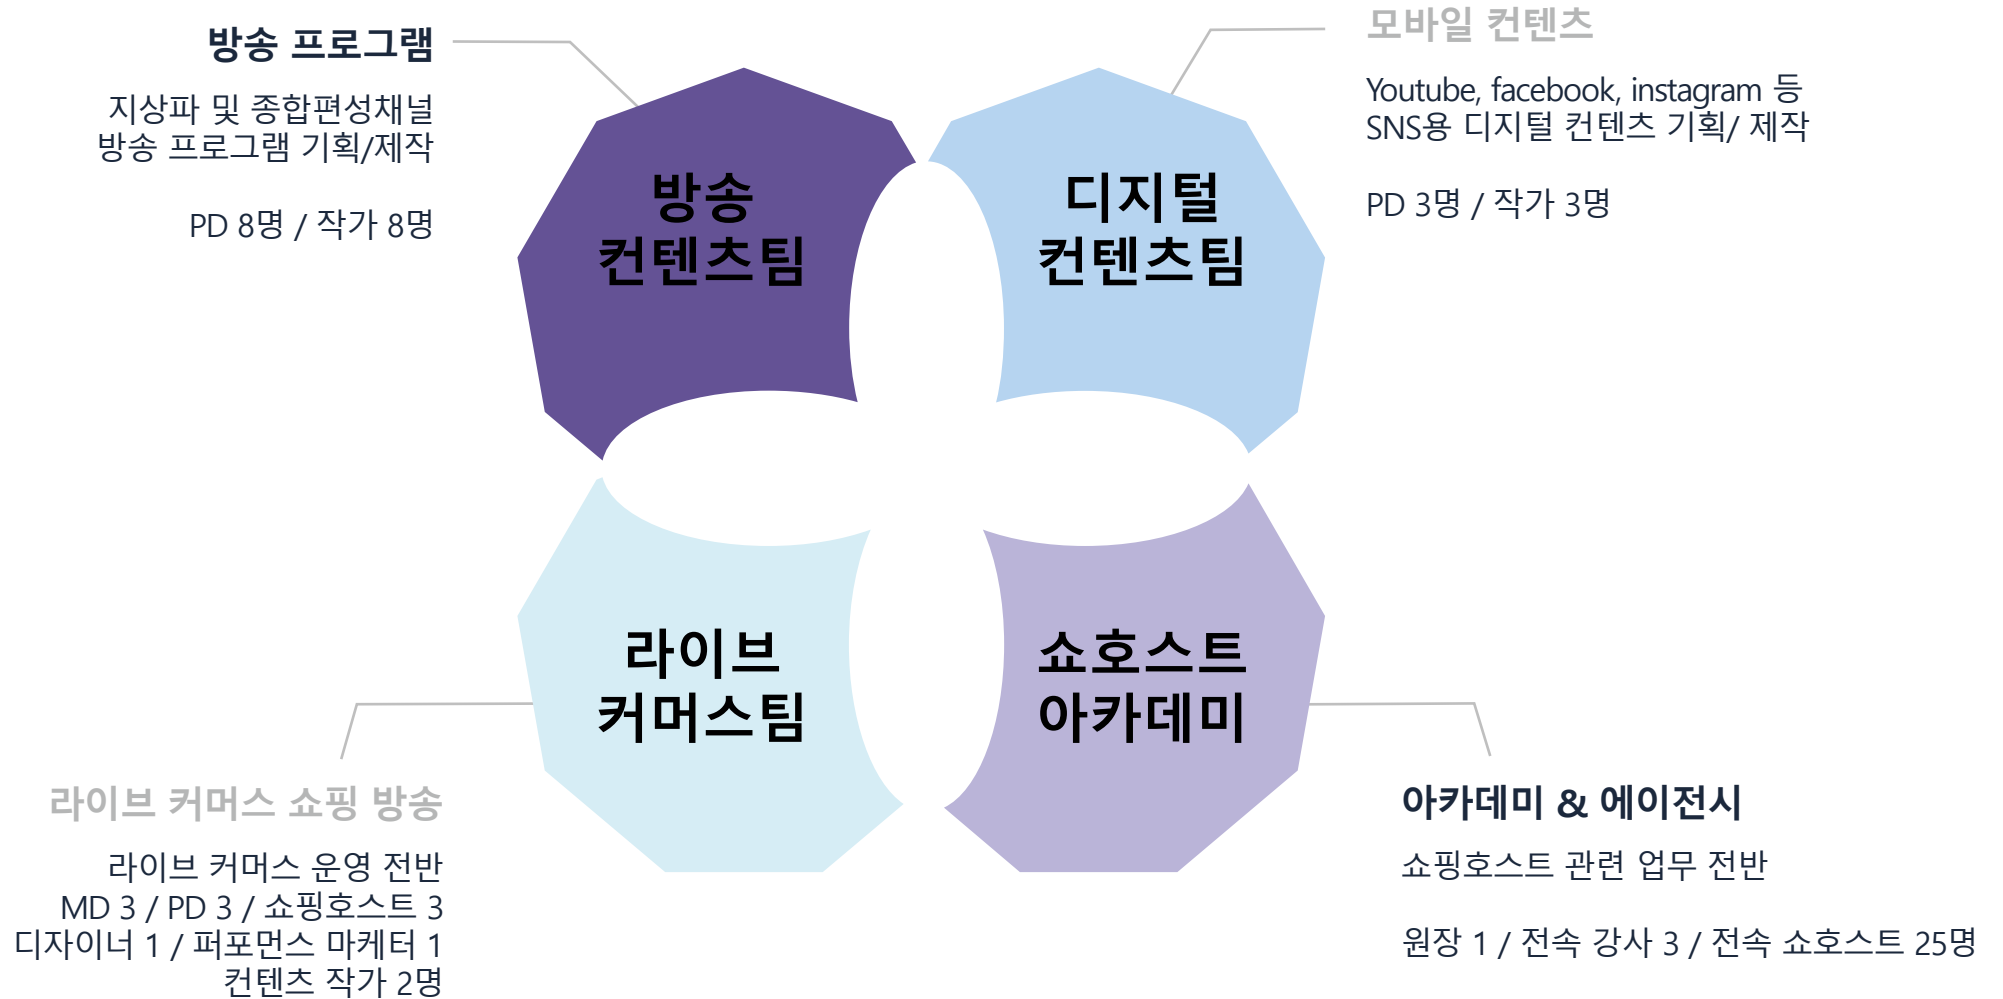 방송 프로그램
지상파 및 종합편성채널
방송 프로그램 기획/제작
PD 8명 / 작가 8명
방송
컨텐츠팀
디지털
컨텐츠팀
모바일 컨텐츠
Youtube, facebook, instagram 등
SNS용 디지털 컨텐츠 기획/ 제작
PD 3명 / 작가 3명
라이브
커머스팀
쇼호스트
아카데미
라이브 커머스 쇼핑 방송
라이브 커머스 운영 전반
MD 3 / PD 3 / 쇼핑호스트 3
디자이너 1 / 퍼포먼스 마케터 1
컨텐츠 작가 2명
아카데미 & 에이전시
쇼핑호스트 관련 업무 전반
원장 1 / 전속 강사 3 / 전속 쇼호스트 25명